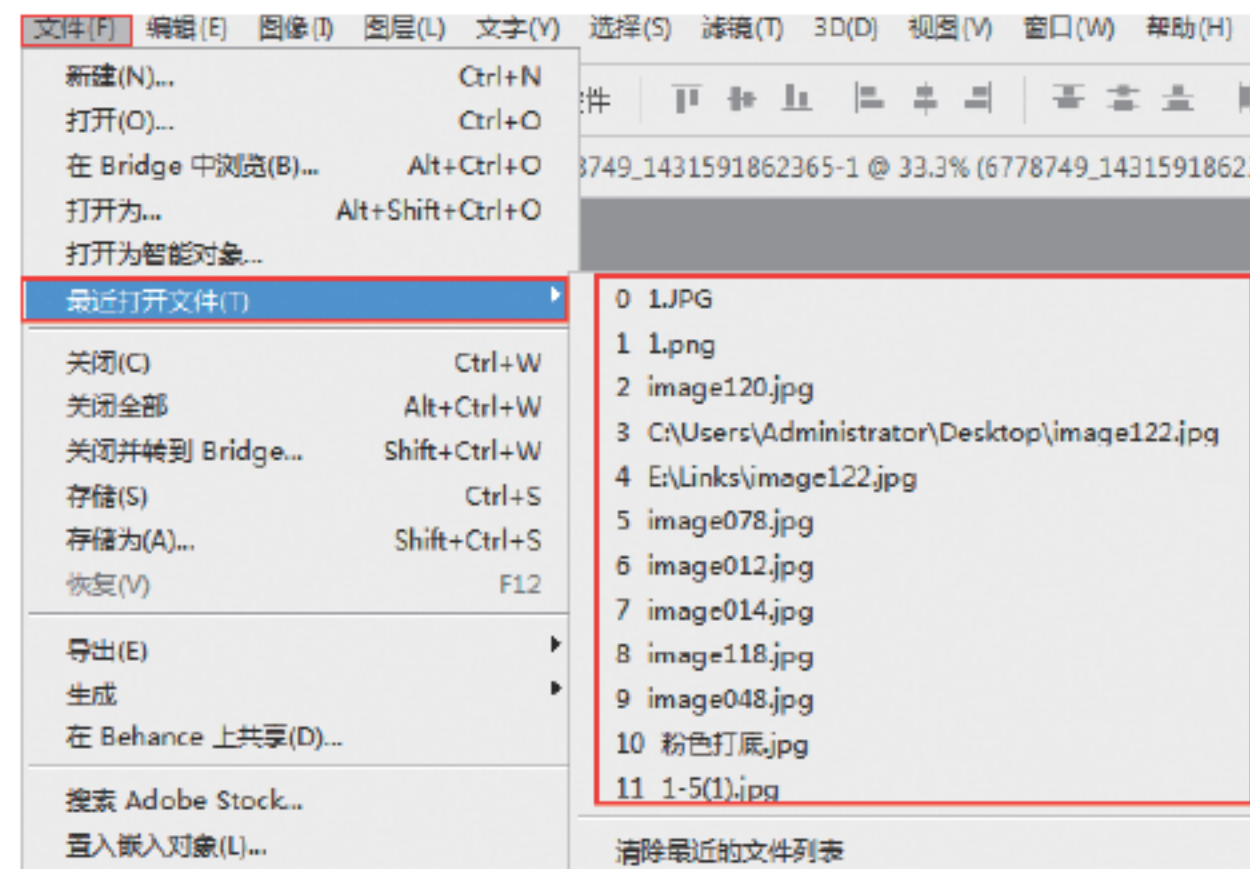 文件(F) 编辑(E) 图像(I) 图层(L) 文字(Y) 选择(S) 滤镜(T) 3D(D) 视图(V) 窗口(W) 帮助(H)
新建(N)... Ctrl+N
打开(O)... Ctrl+O
在 Bridge 中浏览(B)... Alt+Ctrl+O
打开为... Alt+Shift+Ctrl+O
打开为智能对象...
最近打开文件(T)
关闭(C) Ctrl+W
关闭全部 Alt+Ctrl+W
关闭并转到 Bridge... Shift+Ctrl+W
存储(S) Ctrl+S
存储为(A)... Shift+Ctrl+S
恢复(V) F12
导出(E)
生成
在 Behance 上共享(D)...
搜索 Adobe Stock...
置入嵌入对象(L)...
件
8749_1431591862365-1 @ 33.3% (6778749_1431591862
0 1.JPG
1 1.png
2 image120.jpg
3 C:\Users\Administrator\Desktop\image122.jpg
4 E:\Links\image122.jpg
5 image078.jpg
6 image012.jpg
7 image014.jpg
8 image118.jpg
9 image048.jpg
10 粉色打底.jpg
11 1-5(1).jpg
清除最近的文件列表